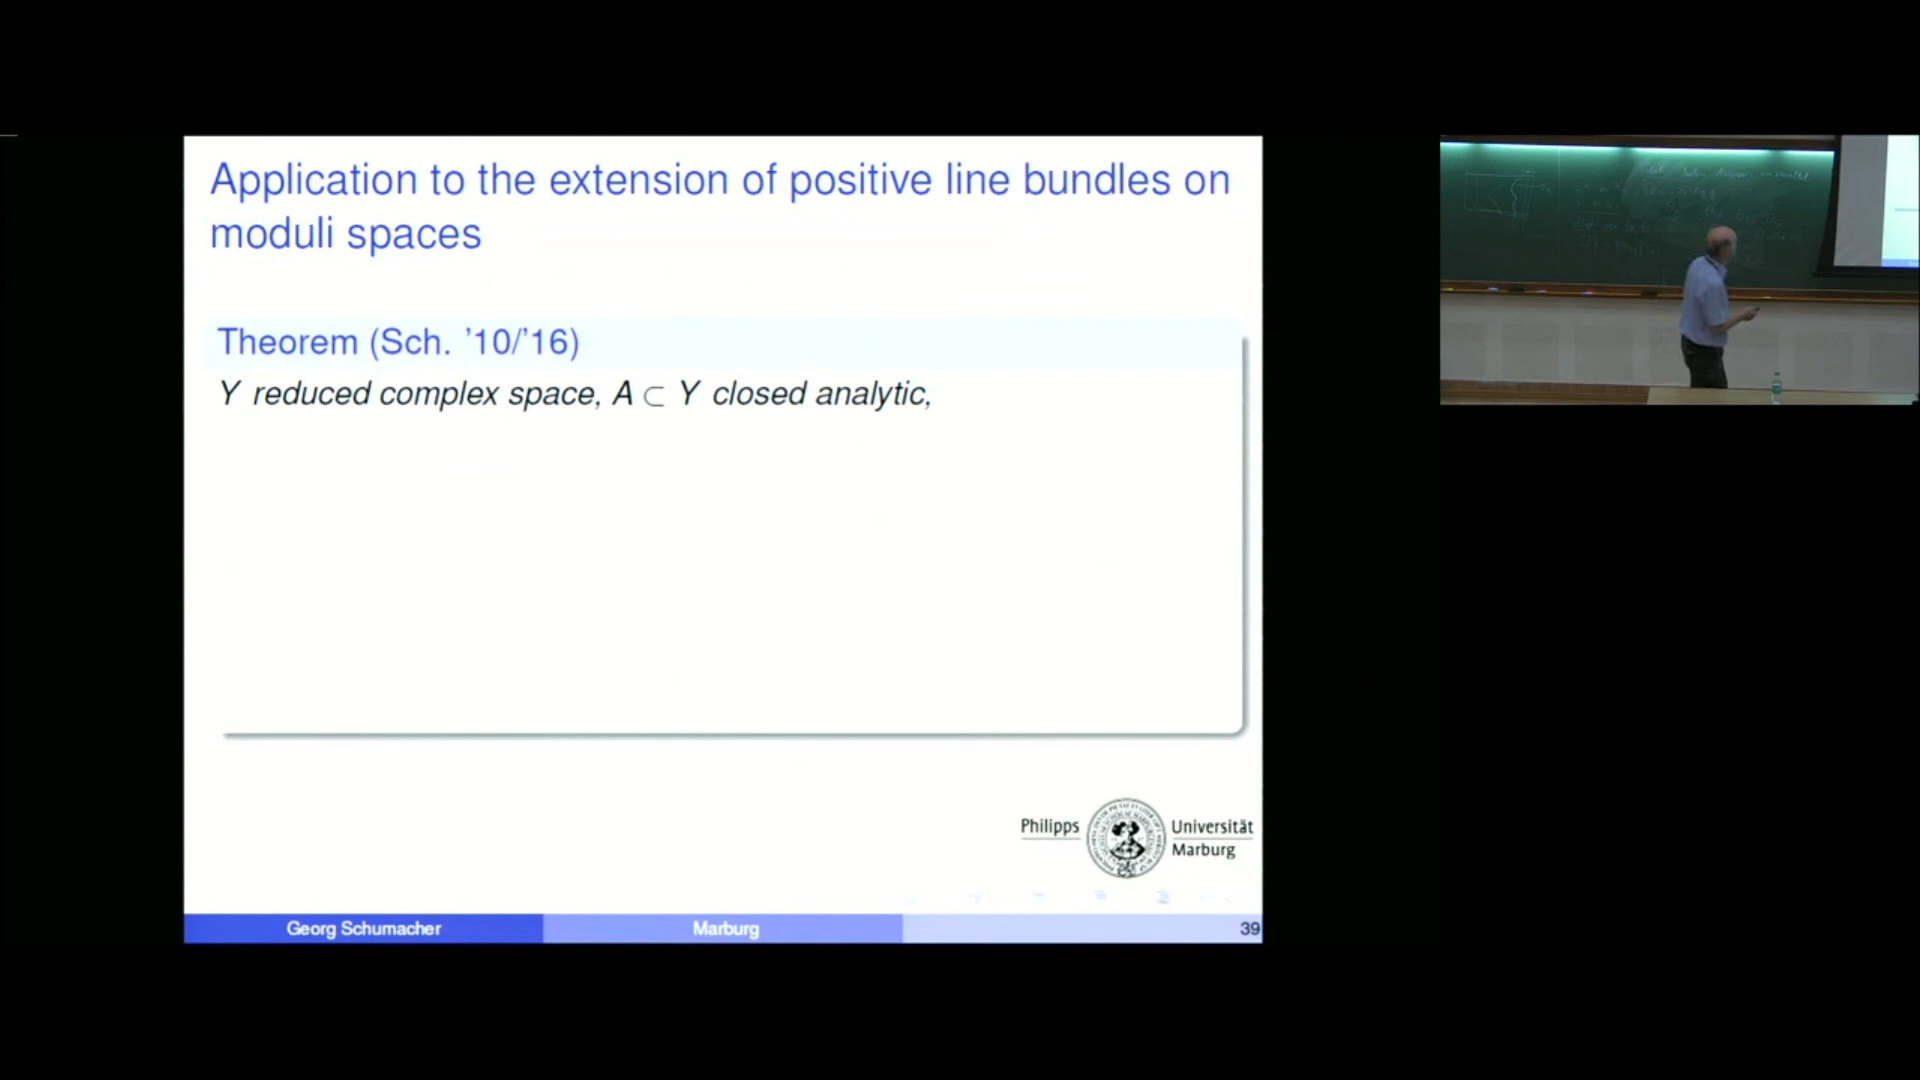 Application to the extension of positive line bundles on
moduli spaces
Theorem (Sch. ’10/’16)
Y reduced complex space, A ⊂ Y closed analytic,
Philipps Universität
Marburg
Georg Schumacher Marburg 39